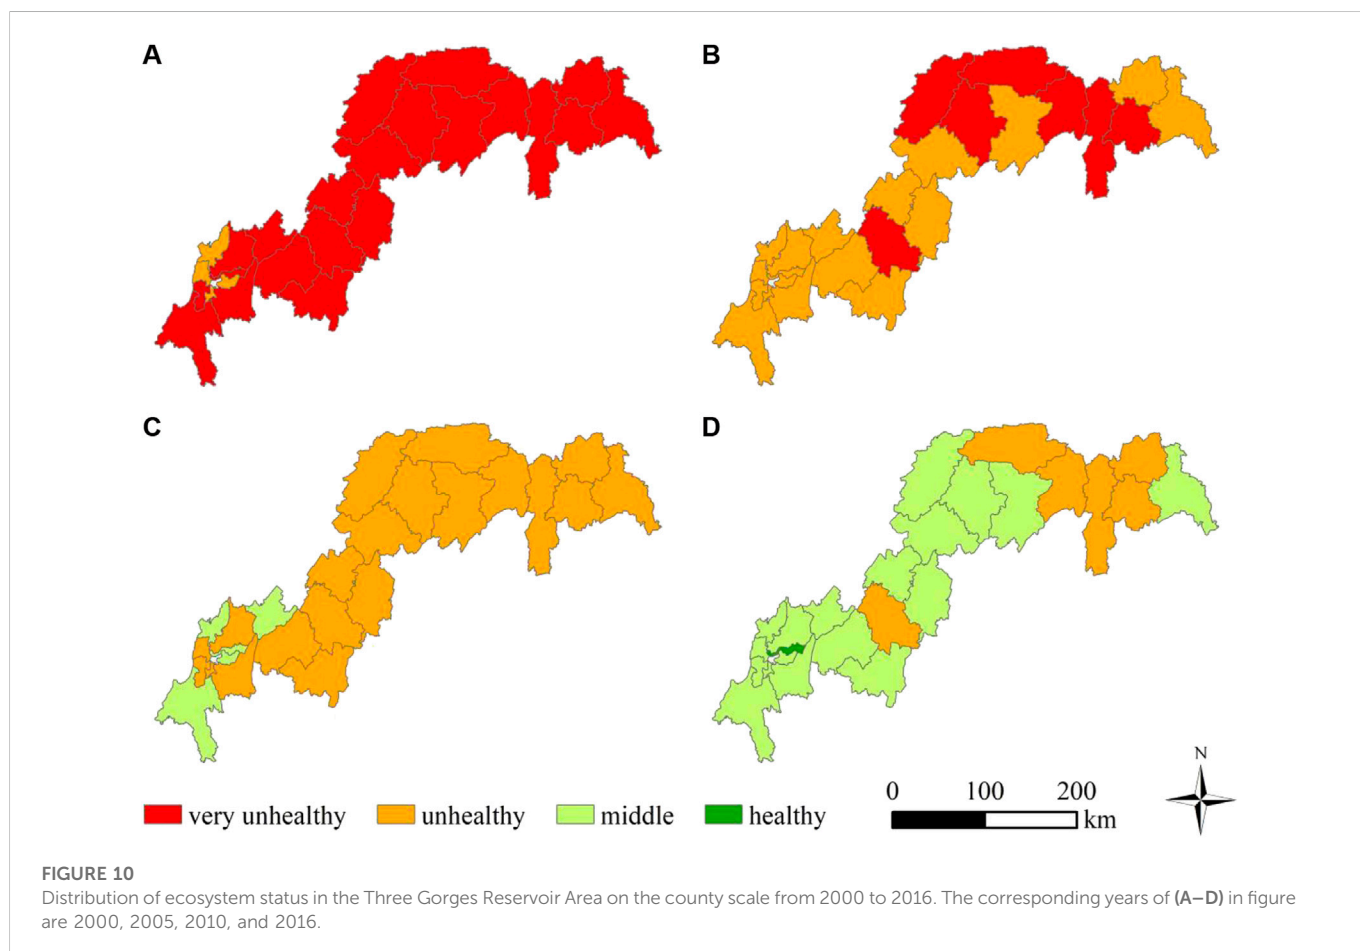 A
B
C
D
very unhealthy
unhealthy
middle
healthy
0 100 200
km
N
FIGURE 10
Distribution of ecosystem status in the Three Gorges Reservoir Area on the county scale from 2000 to 2016. The corresponding years of (A–D) in figure
are 2000, 2005, 2010, and 2016.